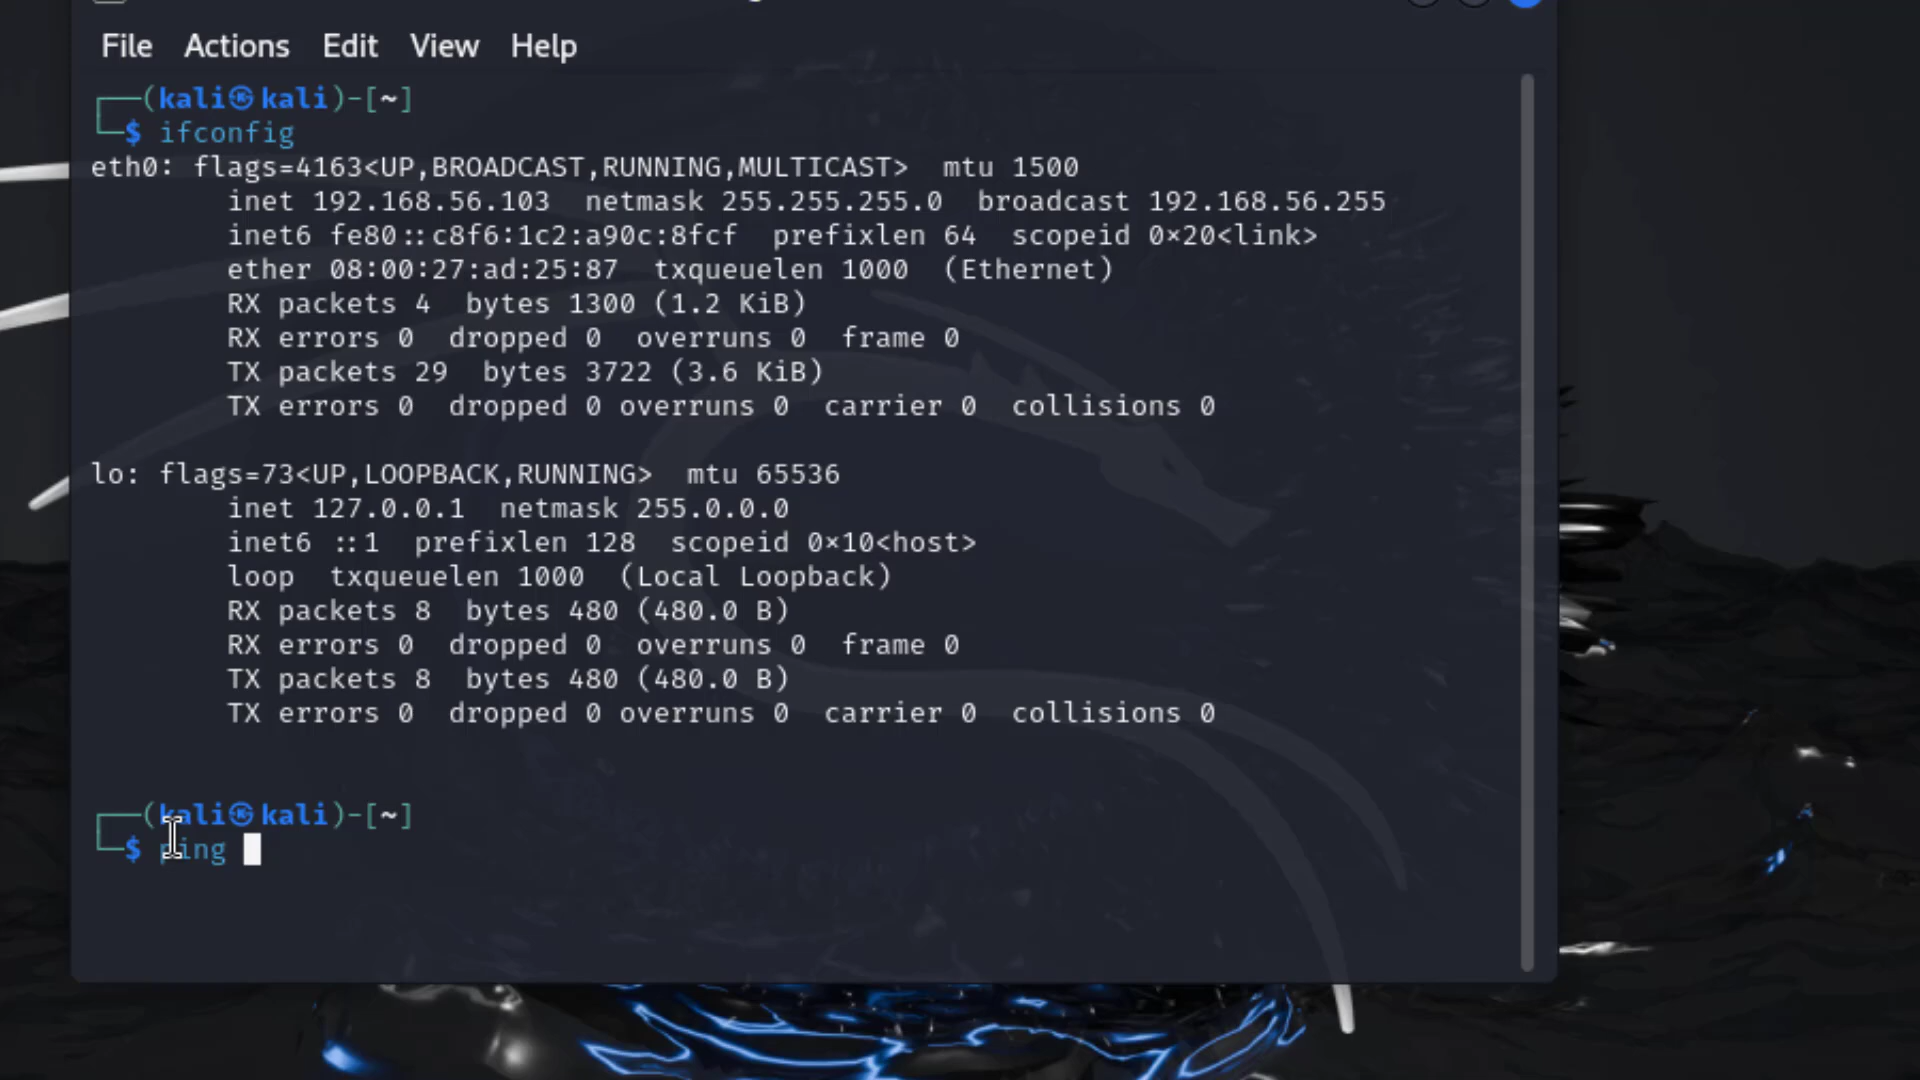 File Actions Edit View Help
┌──(kali㉿kali)-[~]
└─$ ifconfig
eth0: flags=4163<UP,BROADCAST,RUNNING,MULTICAST>  mtu 1500
        inet 192.168.56.103  netmask 255.255.255.0  broadcast 192.168.56.255
        inet6 fe80::c8f6:1c2:a90c:8fcf  prefixlen 64  scopeid 0×20<link>
        ether 08:00:27:ad:25:87  txqueuelen 1000  (Ethernet)
        RX packets 4  bytes 1300 (1.2 KiB)
        RX errors 0  dropped 0  overruns 0  frame 0
        TX packets 29  bytes 3722 (3.6 KiB)
        TX errors 0  dropped 0 overruns 0  carrier 0  collisions 0
lo: flags=73<UP,LOOPBACK,RUNNING>  mtu 65536
        inet 127.0.0.1  netmask 255.0.0.0
        inet6 ::1  prefixlen 128  scopeid 0×10<host>
        loop  txqueuelen 1000  (Local Loopback)
        RX packets 8  bytes 480 (480.0 B)
        RX errors 0  dropped 0  overruns 0  frame 0
        TX packets 8  bytes 480 (480.0 B)
        TX errors 0  dropped 0 overruns 0  carrier 0  collisions 0
┌──(kali㉿kali)-[~]
└─$ ping